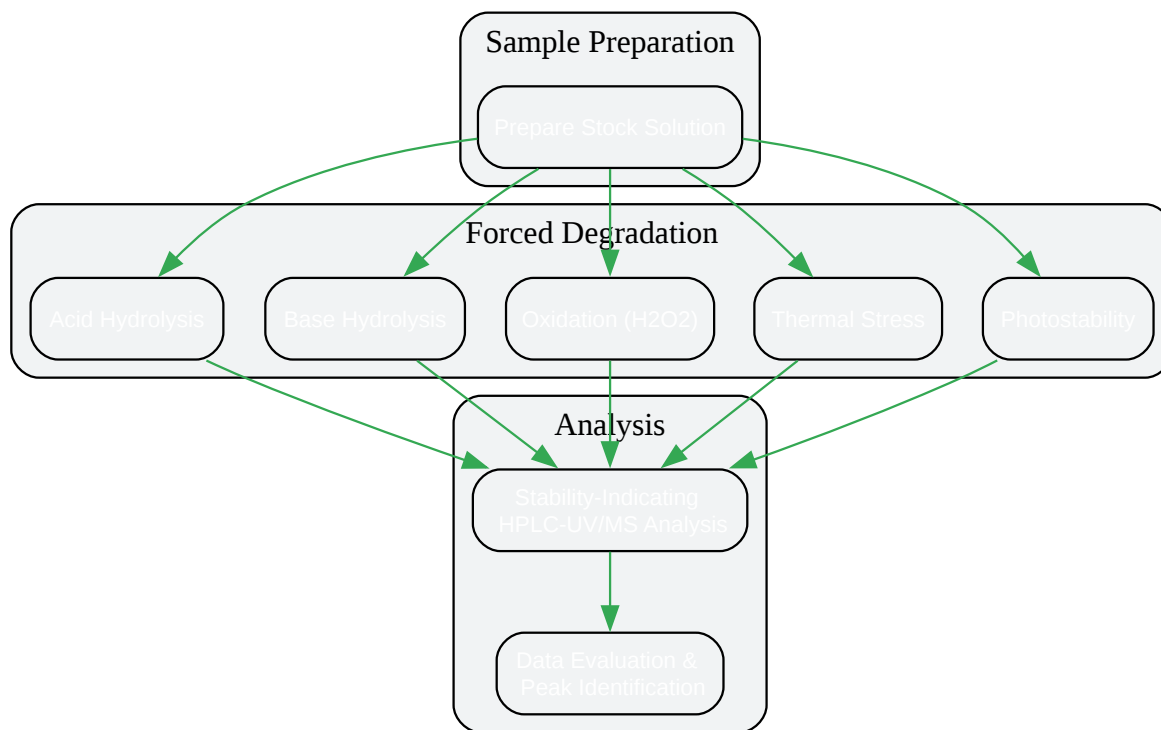 Sample Preparation
Prepare Stock Solution
Forced Degradation
Acid Hydrolysis
Base Hydrolysis
Oxidation (H2O2)
Thermal Stress
Photostability
Analysis
Stability-Indicating
HPLC-UV/MS Analysis
Data Evaluation &
Peak Identification